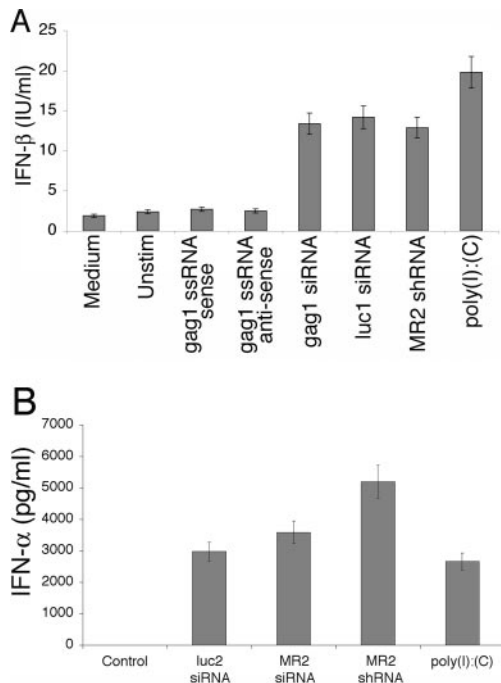 A
IFN-β (IU/ml)
25
20
15
10
5
0
Medium
Unstim
gag1 ssRNA
sense
gag1 ssRNA
anti-sense
gag1 siRNA
luc1 siRNA
MR2 shRNA
poly(I):(C)
B
IFN-α (pg/ml)
7000
6000
5000
4000
3000
2000
1000
0
Control
luc2
siRNA
MR2
siRNA
MR2
shRNA
poly(I):(C)